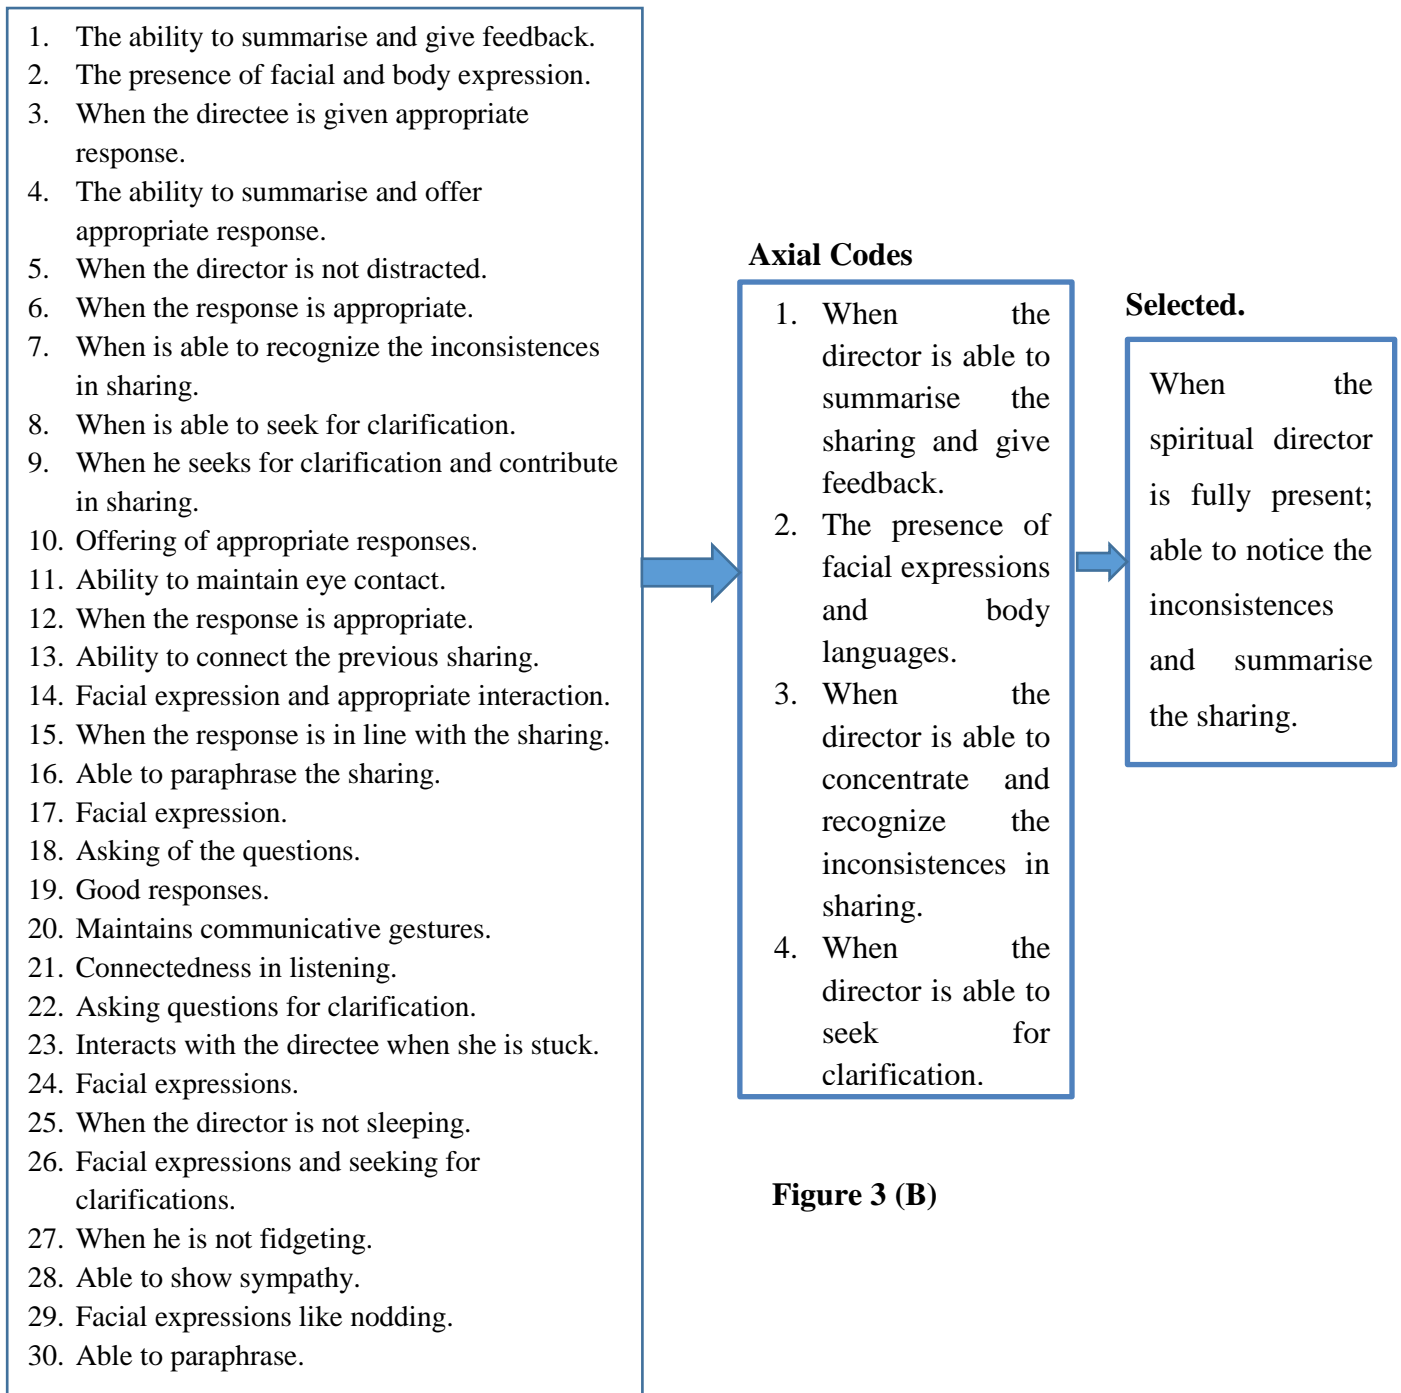 1. The ability to summarise and give feedback.
2. The presence of facial and body expression.
3. When the directee is given appropriate
response.
4. The ability to summarise and offer
appropriate response.
5. When the director is not distracted.
6. When the response is appropriate.
7. When is able to recognize the inconsistences
in sharing.
8. When is able to seek for clarification.
9. When he seeks for clarification and contribute
in sharing.
10. Offering of appropriate responses.
11. Ability to maintain eye contact.
12. When the response is appropriate.
13. Ability to connect the previous sharing.
14. Facial expression and appropriate interaction.
15. When the response is in line with the sharing.
16. Able to paraphrase the sharing.
17. Facial expression.
18. Asking of the questions.
19. Good responses.
20. Maintains communicative gestures.
21. Connectedness in listening.
22. Asking questions for clarification.
23. Interacts with the directee when she is stuck.
24. Facial expressions.
25. When the director is not sleeping.
26. Facial expressions and seeking for
clarifications.
27. When he is not fidgeting.
28. Able to show sympathy.
29. Facial expressions like nodding.
30. Able to paraphrase.
Axial Codes
1. When the
director is able to
summarise the
sharing and give
feedback.
2. The presence of
facial expressions
and body
languages.
3. When the
director is able to
concentrate and
recognize the
inconsistences in
sharing.
4. When the
director is able to
seek for
clarification.
Selected.
When the
spiritual director
is fully present;
able to notice the
inconsistences
and summarise
the sharing.
Figure 3 (B)